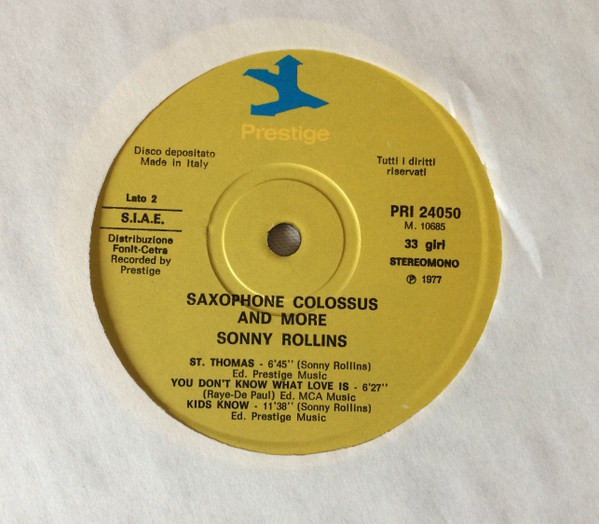 Prestige
Disco depositato
Made in Italy
Tutti i diritti
riservati
Lato 2
S.I.A.E.
Distribuzione
Fonit-Cetra
Recorded by
Prestige
PRI 24050
M. 10685
33 giri
STEREOMONO
℗ 1977
SAXOPHONE COLOSSUS
AND MORE
SONNY ROLLINS
ST. THOMAS - 6'45'' (Sonny Rollins)
Ed. Prestige Music
YOU DON'T KNOW WHAT LOVE IS - 6'27''
(Raye-De Paul) Ed. MCA Music
KIDS KNOW - 11'38'' (Sonny Rollins)
Ed. Prestige Music